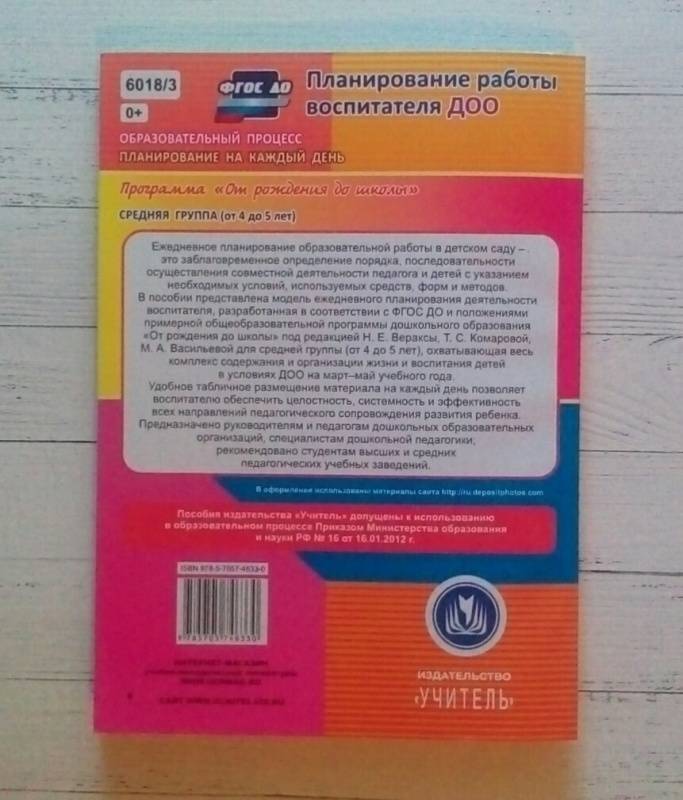 6018/3
0+
ФГОС ДО
Планирование работы
воспитателя ДОО
ОБРАЗОВАТЕЛЬНЫЙ ПРОЦЕСС
ПЛАНИРОВАНИЕ НА КАЖДЫЙ ДЕНЬ
Программа «От рождения до школы»
СРЕДНЯЯ ГРУППА (от 4 до 5 лет)
Ежедневное планирование образовательной работы в детском саду –
это заблаговременное определение порядка, последовательности
осуществления совместной деятельности педагога и детей с указанием
необходимых условий, используемых средств, форм и методов.
В пособии представлена модель ежедневного планирования деятельности
воспитателя, разработанная в соответствии с ФГОС ДО и положениями
примерной общеобразовательной программы дошкольного образования
«От рождения до школы» под редакцией Н. Е. Вераксы, Т. С. Комаровой,
М. А. Васильевой для средней группы (от 4 до 5 лет), охватывающая весь
комплекс содержания и организации жизни и воспитания детей
в условиях ДОО на март–май учебного года.
Удобное табличное размещение материала на каждый день позволяет
воспитателю обеспечить целостность, системность и эффективность
всех направлений педагогического сопровождения развития ребенка.
Предназначено руководителям и педагогам дошкольных образовательных
организаций, специалистам дошкольной педагогики,
рекомендовано студентам высших и средних
педагогических учебных заведений.
В оформлении использованы материалы сайта http://ru.depositphotos.com
Пособия издательства «Учитель» допущены к использованию
в образовательном процессе Приказом Министерства образования
и науки РФ № 16 от 16.01.2012 г.
ISBN 978-5-7057-4833-0
9785705748330
ИНТЕРНЕТ-МАГАЗИН
ИЗДАТЕЛЬСТВО
«УЧИТЕЛЬ»